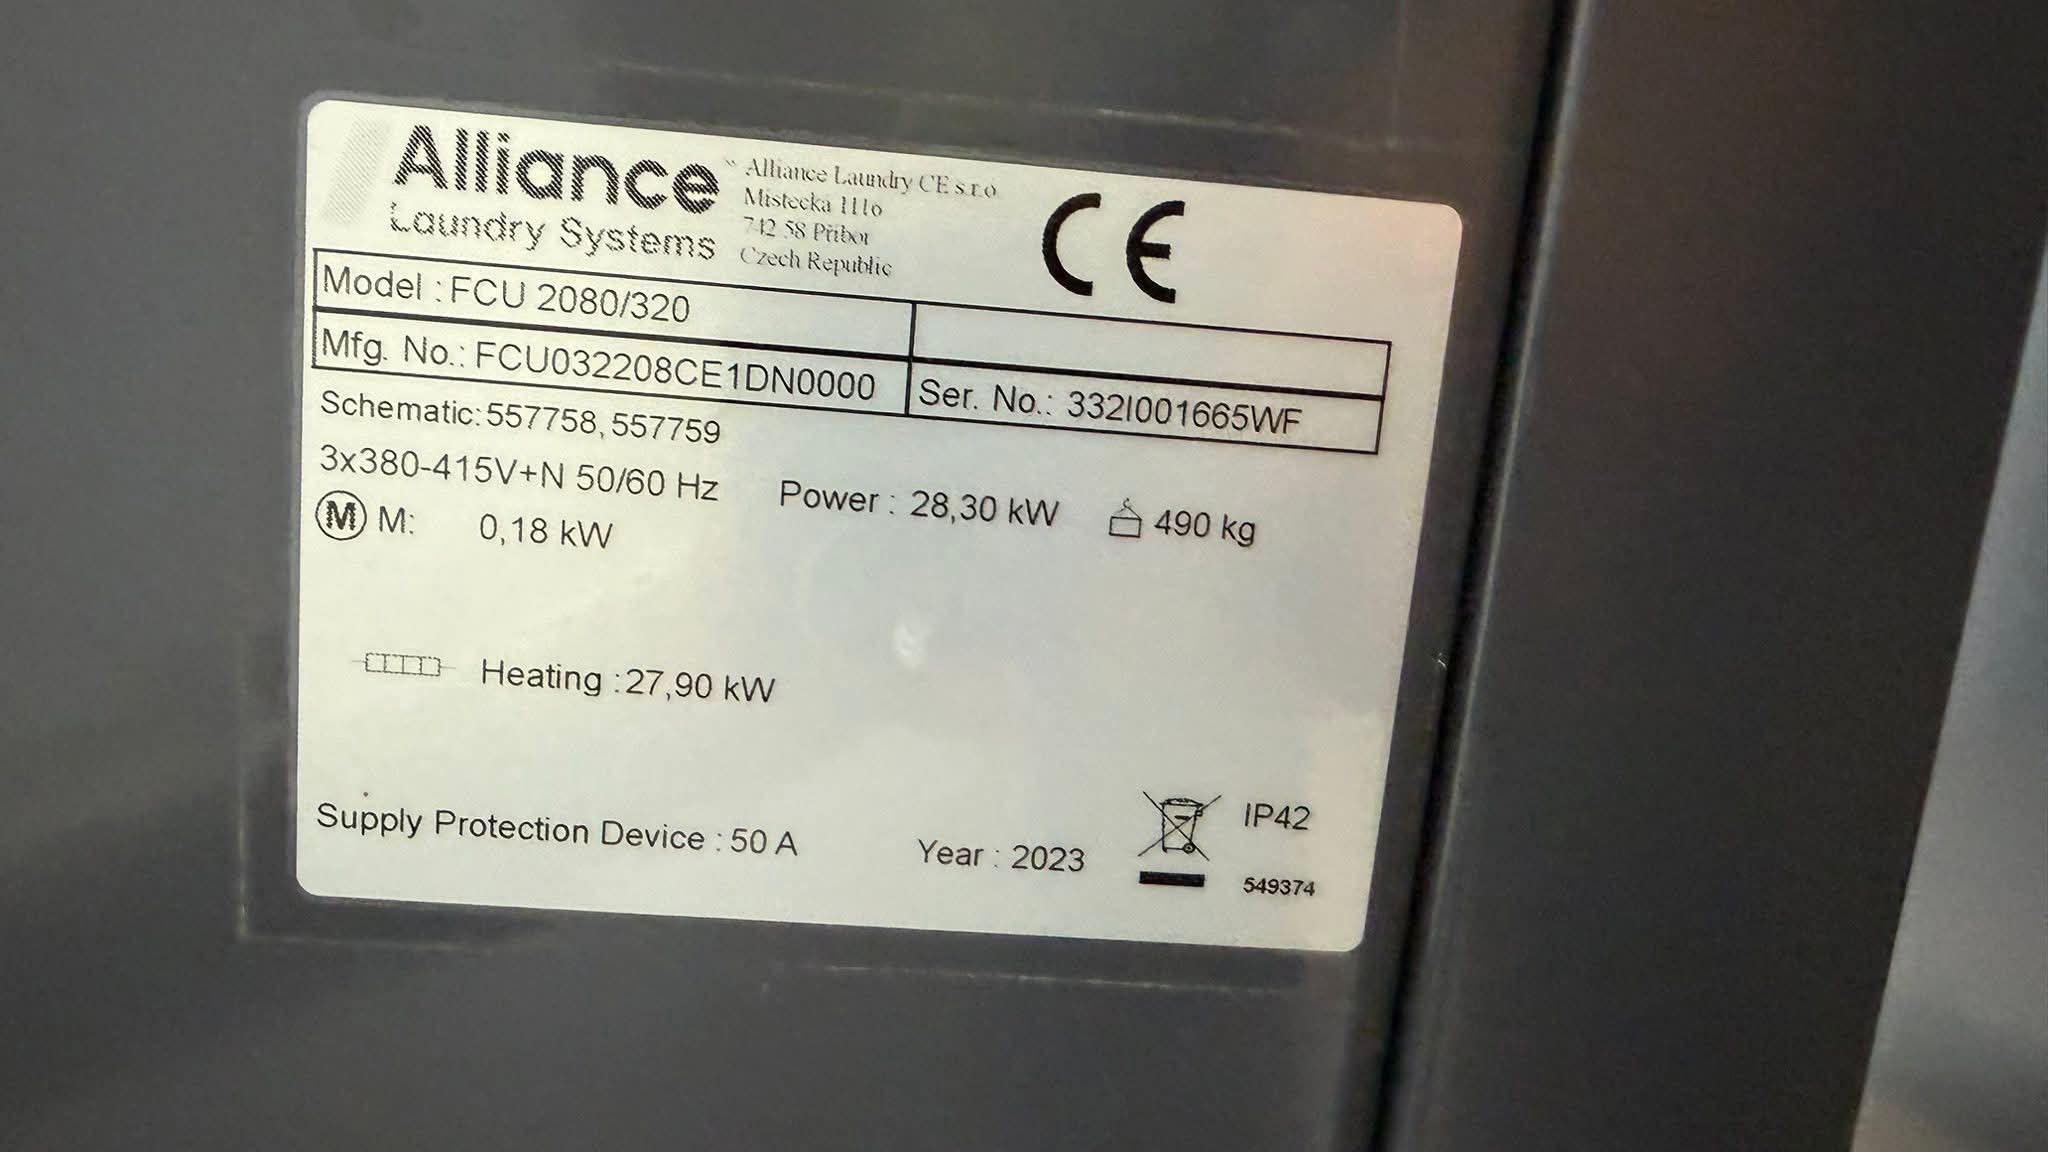 Alliance
Laundry Systems
Alliance Laundry CE s.r.o.
Místecká 1116
742 58 Příbor
Czech Republic
CE
Model : FCU 2080/320
Mfg. No.: FCU032208CE1DN0000
Ser. No.: 332I001665WF
Schematic: 557758, 557759
3x380-415V+N 50/60 Hz
Power : 28,30 kW
490 kg
M M: 0,18 kW
Heating : 27,90 kW
Supply Protection Device : 50 A
Year : 2023
IP42
549374